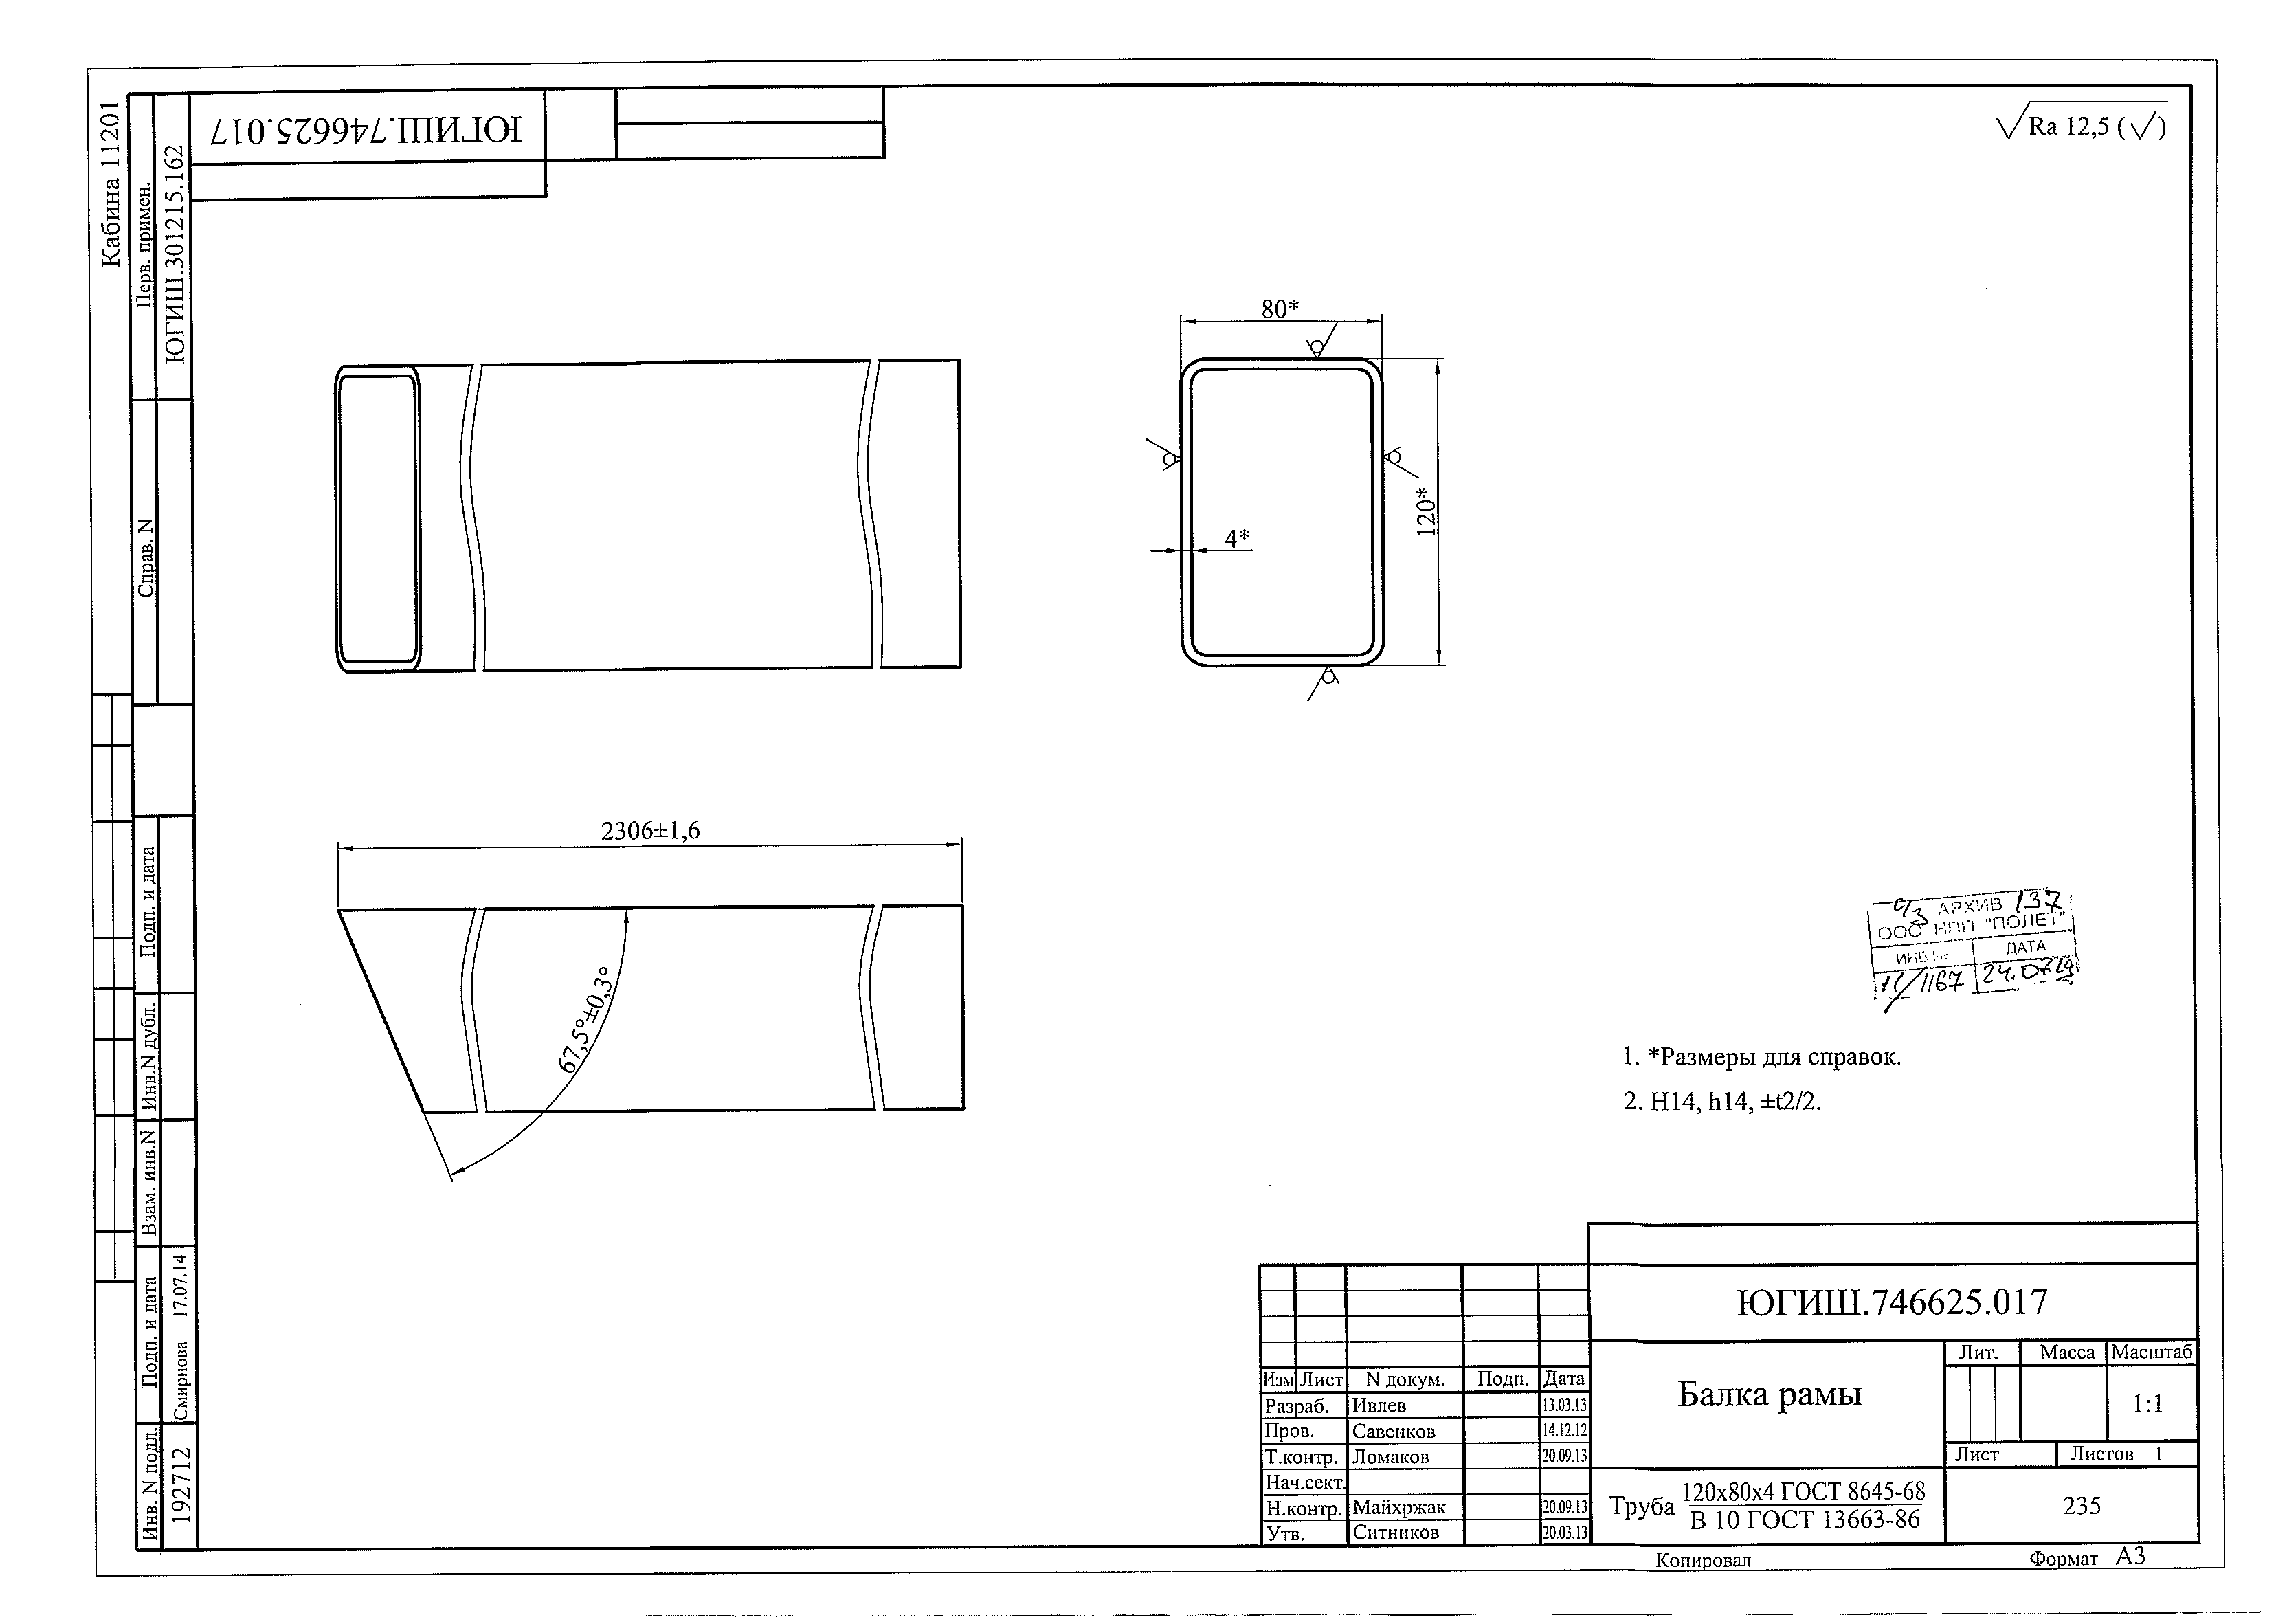 Кабина 11201
Перв. примен.
ЮГИШ.301215.162
Справ. N
Подп. и дата
Инв.N дубл.
Взам. инв.N
Подп. и дата
Смирнова 17.07.14
Инв. N подл.
192712
ЮГИШ.746625.017
Ra 12,5 ( )
80*
120*
4*
2306±1,6
67,5°±0,3°
с/з АРХИВ 137
ООО НПП "ПОЛЕТ"
ИНВ.№ ДАТА
11/1167 24.07.19
1. *Размеры для справок.
2. H14, h14, ±t2/2.
ЮГИШ.746625.017
Изм Лист N докум. Подп. Дата
Разраб. Ивлев 13.03.13
Пров. Савенков 14.12.12
Т.контр. Ломаков 20.09.13
Нач.сект.
Н.контр. Майхржак 20.09.13
Утв. Ситников 20.03.13
Балка рамы
Лит. Масса Масштаб
1:1
Лист Листов 1
Труба 120x80x4 ГОСТ 8645-68
В 10 ГОСТ 13663-86
235
Копировал Формат А3